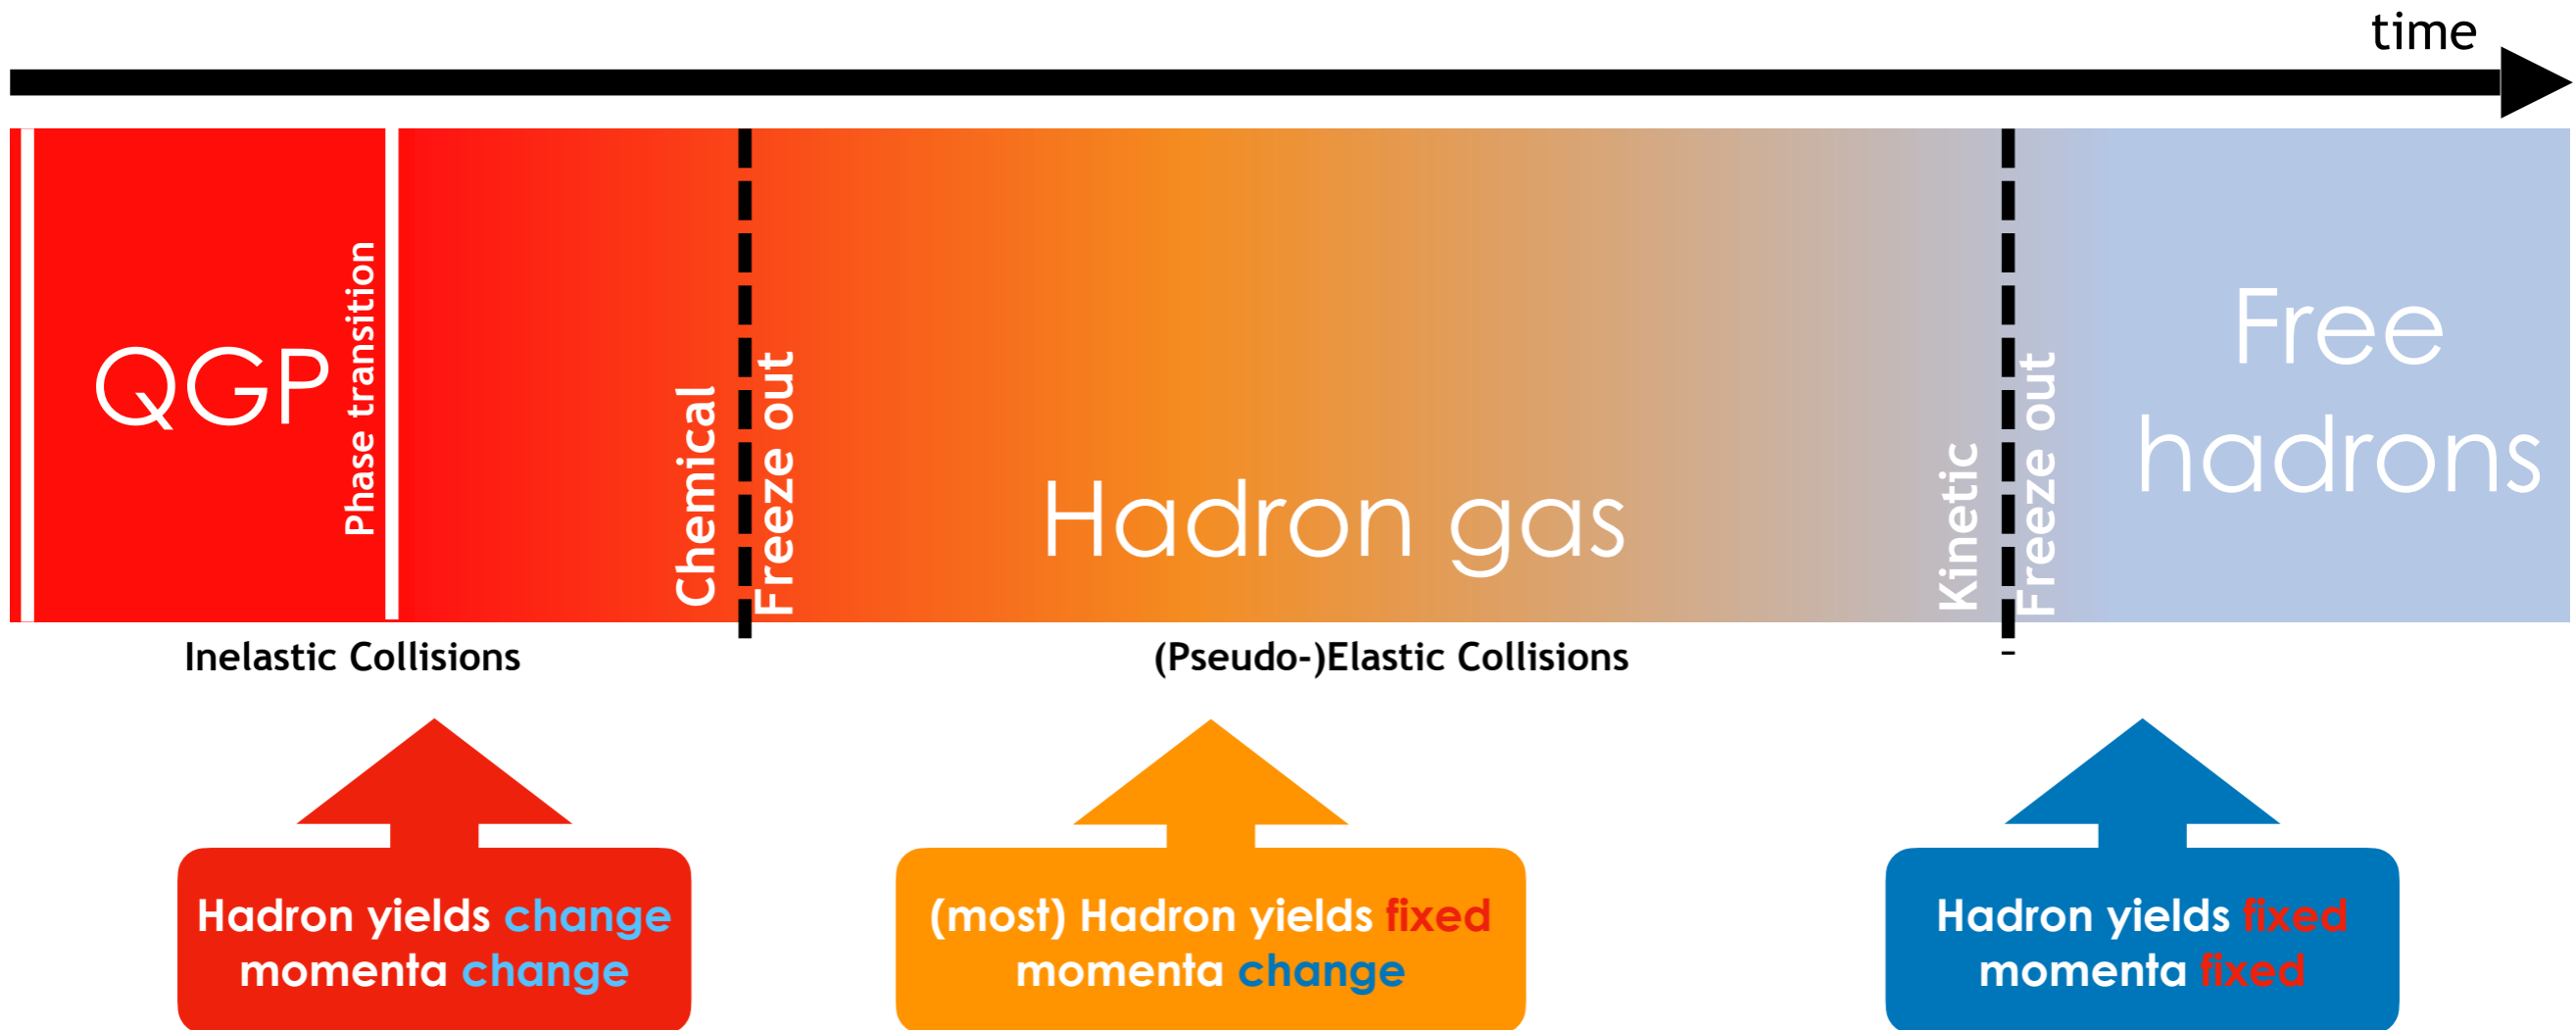 time
QGP
Phase transition
Chemical
Freeze out
Hadron gas
Kinetic
Freeze out
Free
hadrons
Inelastic Collisions
(Pseudo-)Elastic Collisions
Hadron yields change
momenta change
(most) Hadron yields fixed
momenta change
Hadron yields fixed
momenta fixed